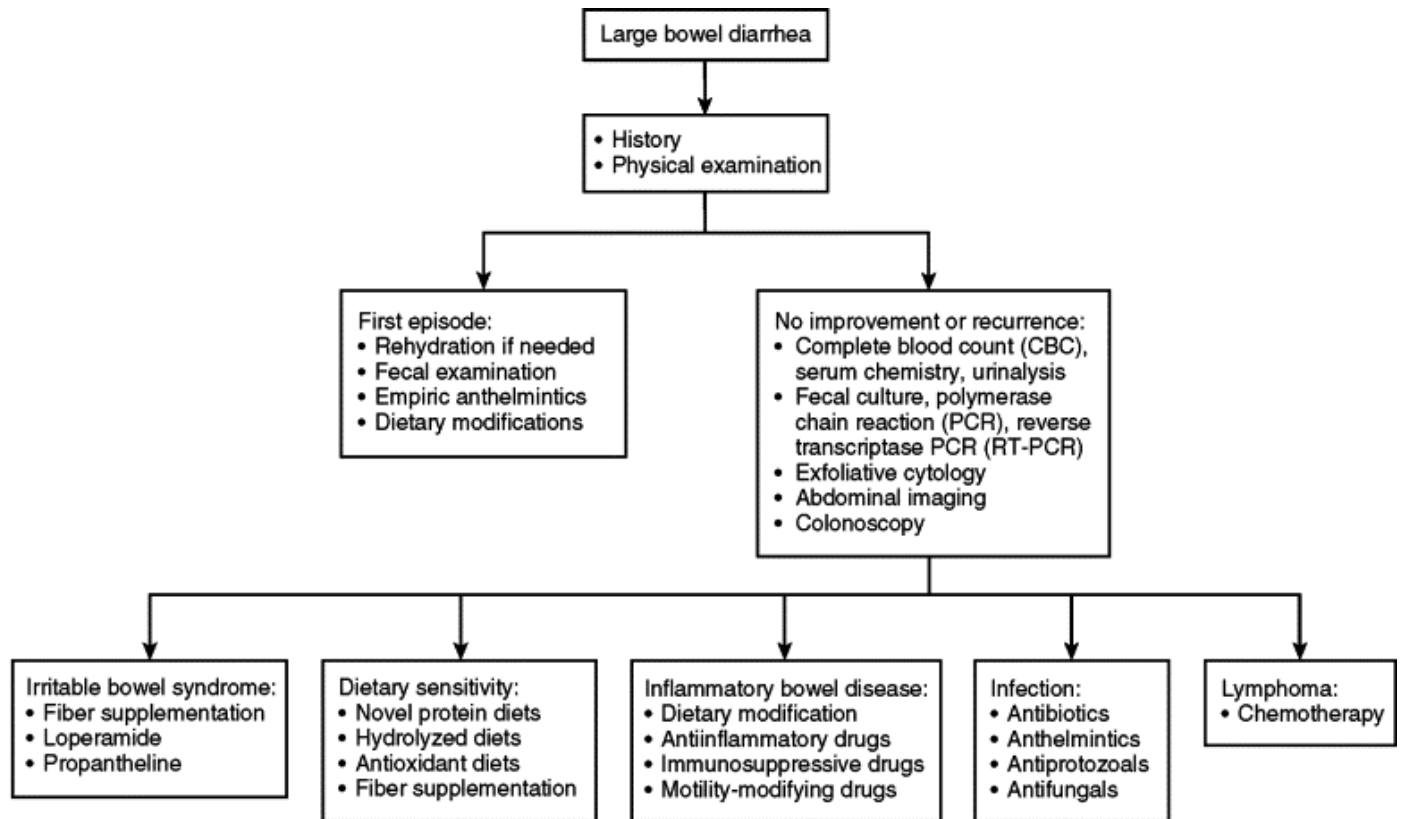 Large bowel diarrhea
• History
• Physical examination
First episode:
• Rehydration if needed
• Fecal examination
• Empiric anthelmintics
• Dietary modifications
No improvement or recurrence:
• Complete blood count (CBC),
serum chemistry, urinalysis
• Fecal culture, polymerase
chain reaction (PCR), reverse
transcriptase PCR (RT-PCR)
• Exfoliative cytology
• Abdominal imaging
• Colonoscopy
Irritable bowel syndrome:
• Fiber supplementation
• Loperamide
• Propantheline
Dietary sensitivity:
• Novel protein diets
• Hydrolyzed diets
• Antioxidant diets
• Fiber supplementation
Inflammatory bowel disease:
• Dietary modification
• Antiinflammatory drugs
• Immunosuppressive drugs
• Motility-modifying drugs
Infection:
• Antibiotics
• Anthelmintics
• Antiprotozoals
• Antifungals
Lymphoma:
• Chemotherapy